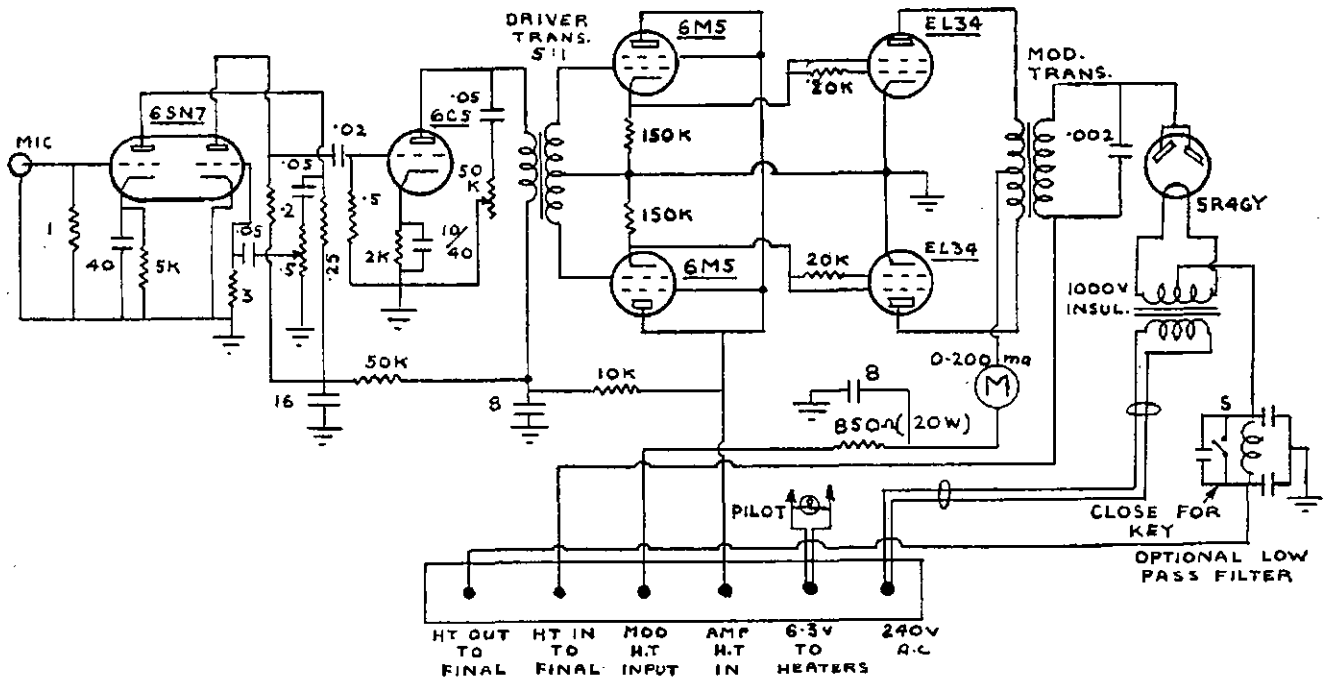 DRIVER
TRANS.
5:1
6M5
EL34
MOD.
TRANS.
6SN7
MIC
.02
6C5
.05
20K
150K
.002
.05
50
K
5R4GY
1
.05
.2
.5
10/40
150K
EL34
40
5K
.5
.25
2K
3
6M5
20K
1000V
INSUL.
50K
10K
0-200 ma
M
16
8
8
850Ω (20W)
S
PILOT
CLOSE FOR
KEY
OPTIONAL LOW
PASS FILTER
HT OUT
TO
FINAL
HT IN
TO
FINAL
MOD
H.T
INPUT
AMP
H.T
IN
6.3V
TO
HEATERS
240V
A.C